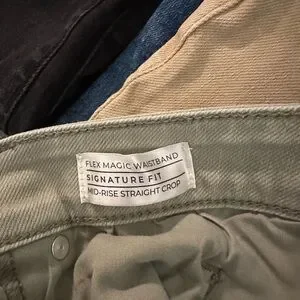 FLEX MAGIC WAISTBAND
SIGNATURE FIT
MID-RISE STRAIGHT CROP